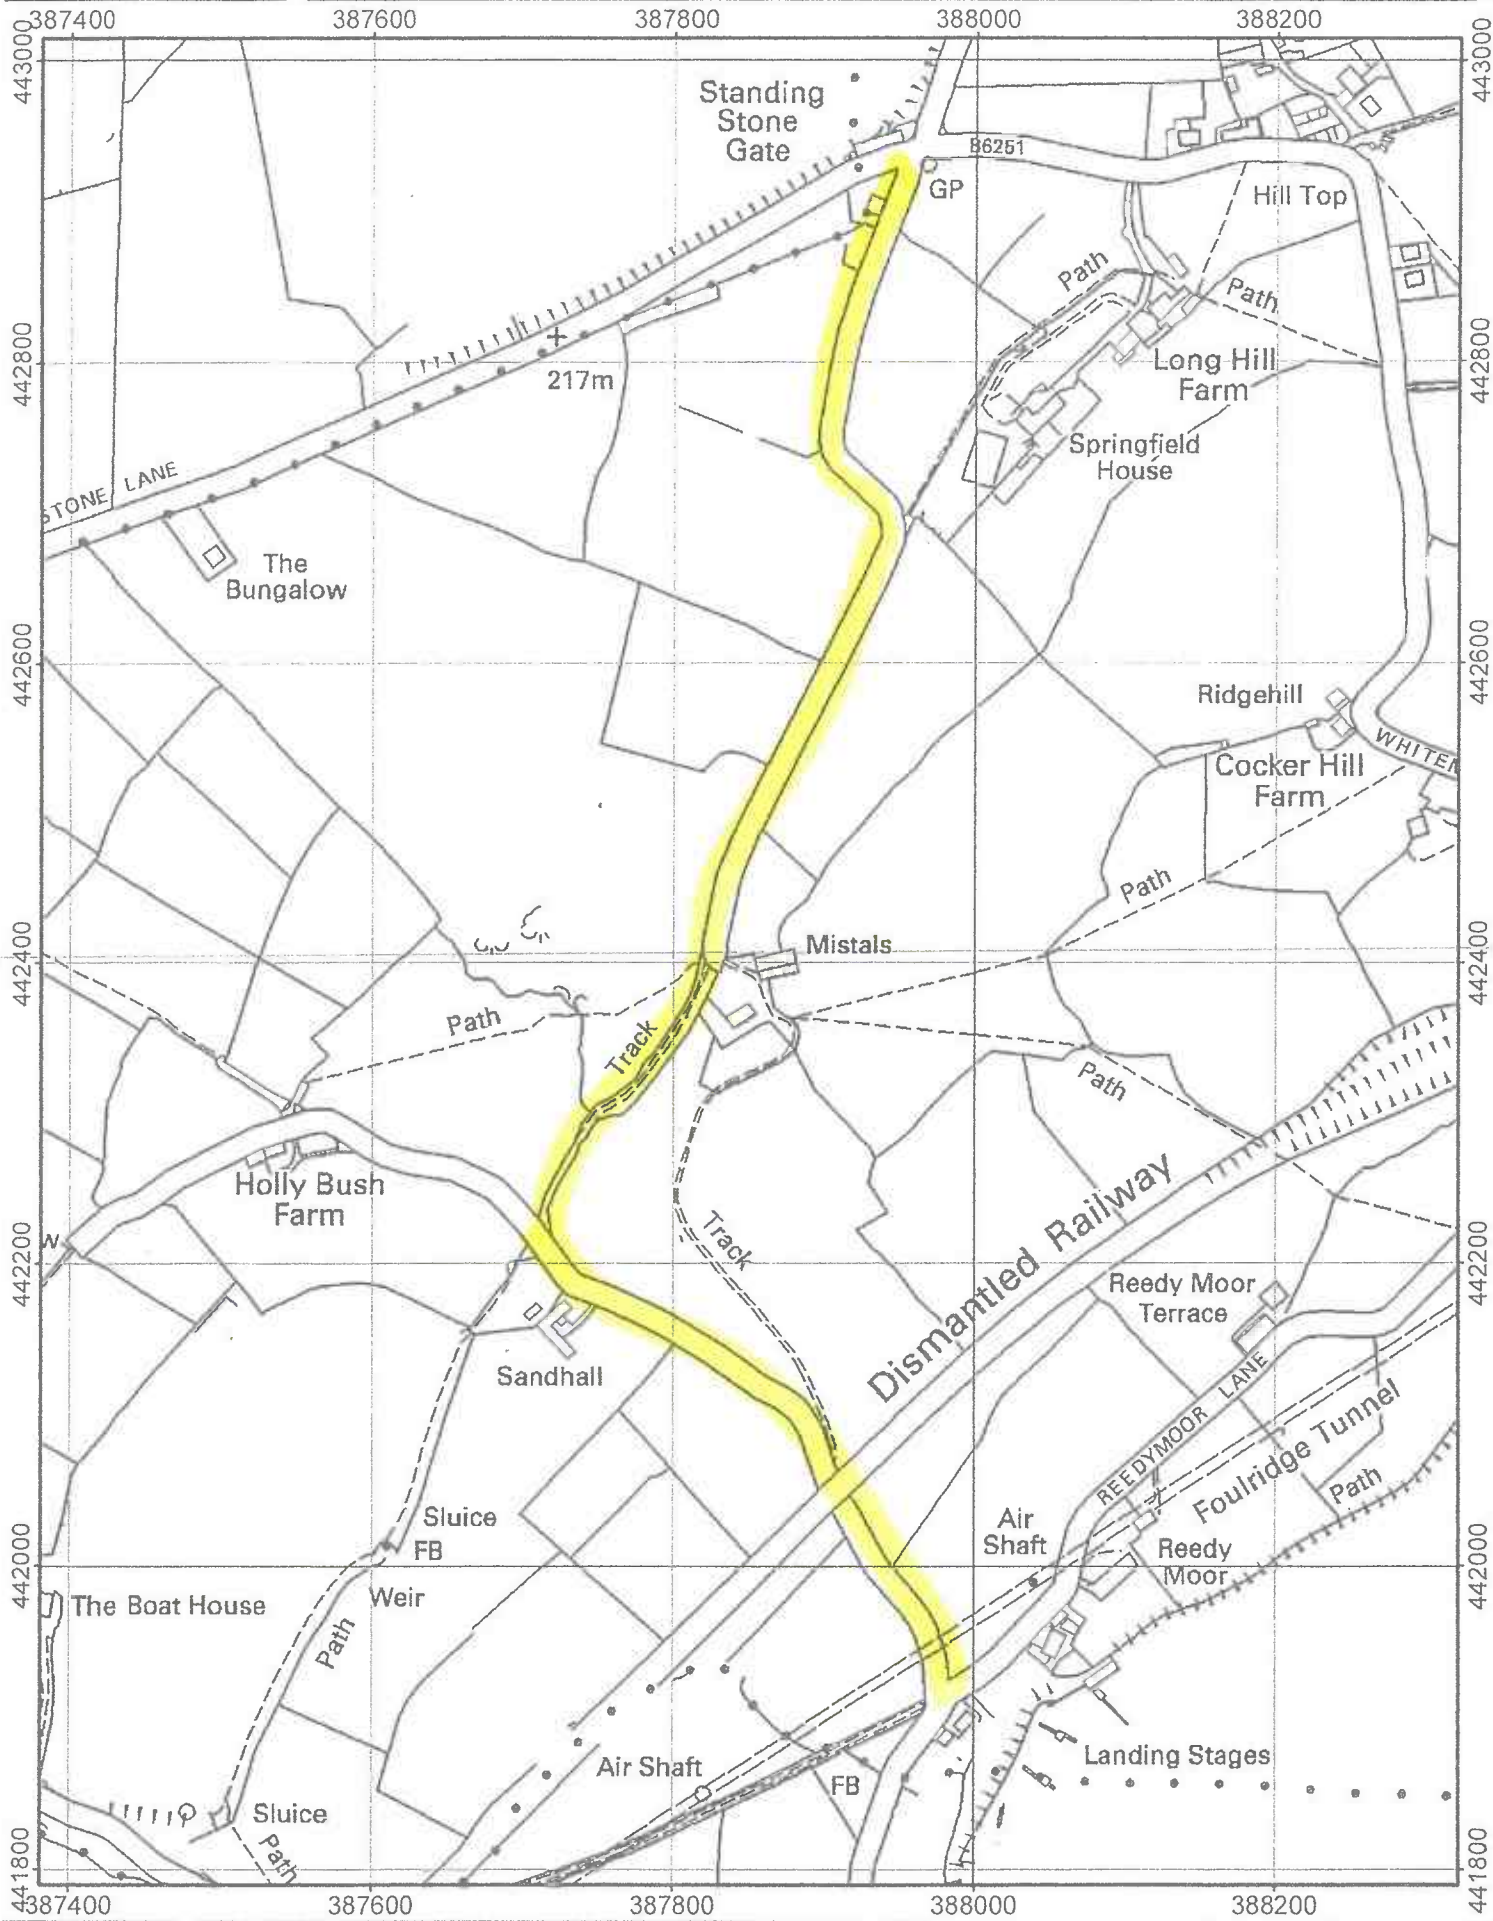 387400
387600
387800
388000
388200
443000
443000
Standing
Stone
Gate
B6251
GP
Hill Top
Path
Path
442800
442800
217m
Long Hill
Farm
Springfield
House
STONE LANE
The
Bungalow
442600
442600
Ridgehill
WHITEM
Cocker Hill
Farm
Path
442400
442400
Mistals
Path
Track
Path
Holly Bush
Farm
W
Track
Dismantled Railway
442200
442200
Reedy Moor
Terrace
Sandhall
REEDYMOOR LANE
Foulridge Tunnel
Path
Sluice
FB
Air
Shaft
442000
442000
Reedy
Moor
Weir
The Boat House
Path
Air Shaft
Landing Stages
FB
Sluice
Path
441800
441800
387400
387600
387800
388000
388200